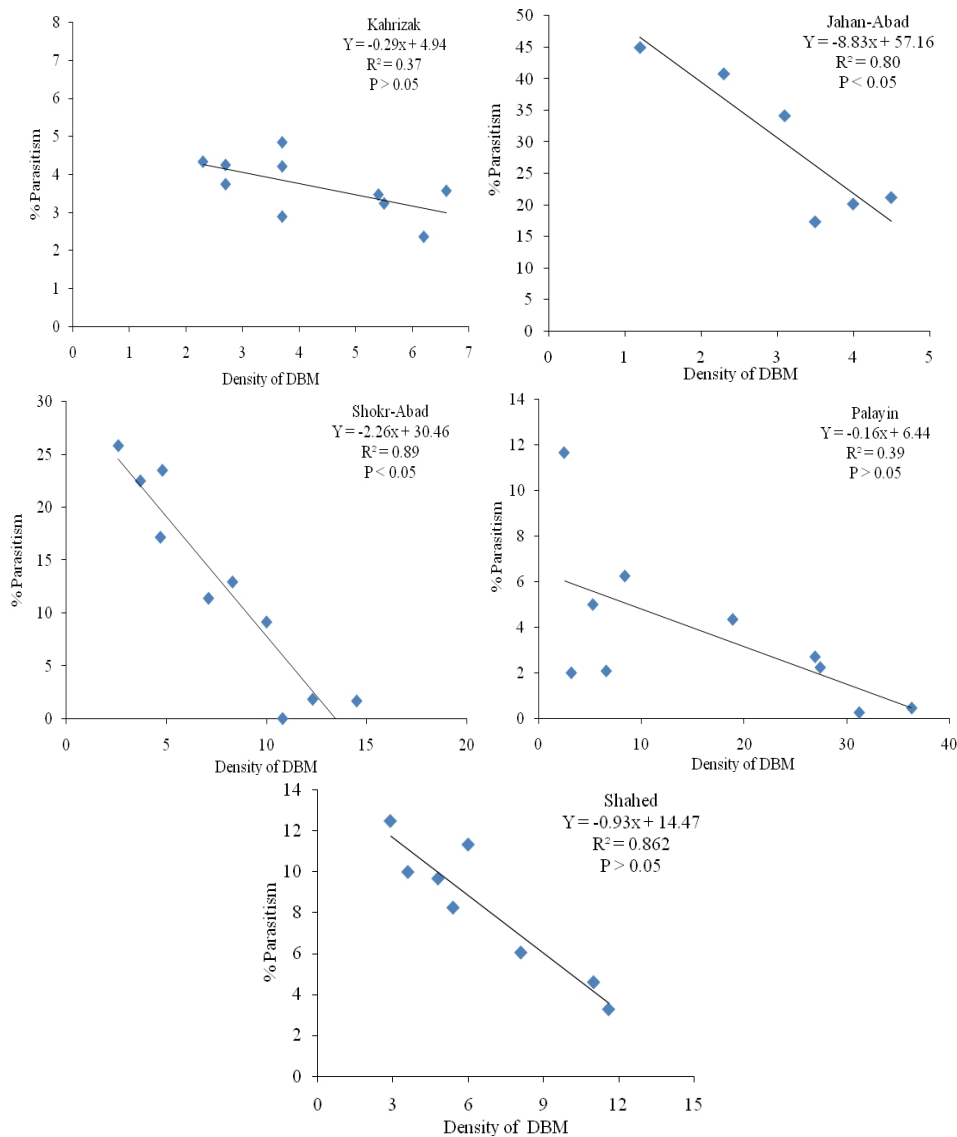 Kahrizak
Y = -0.29x + 4.94
R² = 0.37
P > 0.05
% Parasitism
8
7
6
5
4
3
2
1
0
0 1 2 3 4 5 6 7
Density of DBM
Jahan-Abad
Y = -8.83x + 57.16
R² = 0.80
P < 0.05
% Parasitism
50
45
40
35
30
25
20
15
10
5
0
0 1 2 3 4 5
Density of DBM
Shokr-Abad
Y = -2.26x + 30.46
R² = 0.89
P < 0.05
% Parasitism
30
25
20
15
10
5
0
0 5 10 15 20
Density of DBM
Palayin
Y = -0.16x + 6.44
R² = 0.39
P > 0.05
% Parasitism
14
12
10
8
6
4
2
0
0 10 20 30 40
Density of DBM
Shahed
Y = -0.93x + 14.47
R² = 0.862
P > 0.05
% Parasitism
14
12
10
8
6
4
2
0
0 3 6 9 12 15
Density of DBM